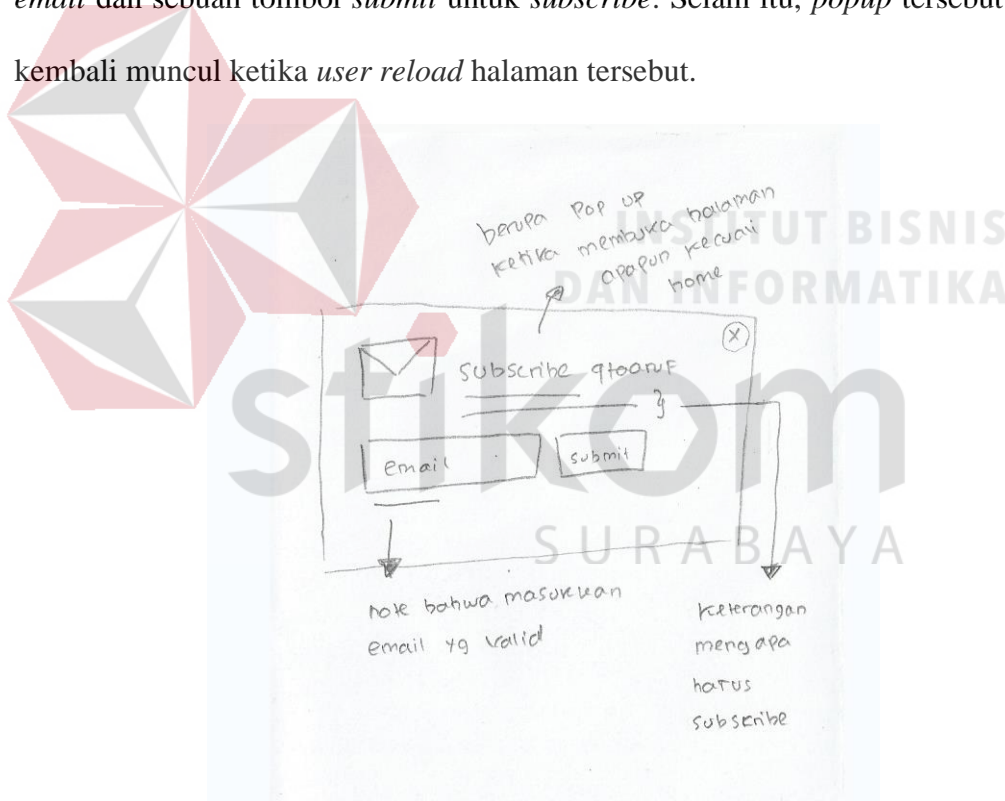 email dan sebuah tombol submit untuk subscribe. Selain itu, popup tersebut
kembali muncul ketika user reload halaman tersebut.
berupa POP UP
ketika membuka halaman
apapun kecuali
home
INSTITUT BISNIS
DAN INFORMATIKA
stikom
SURABAYA
X
Subscribe qtaaruf
email
submit
note bahwa masukkan
email yg valid
keterangan
mengapa
harus
subscribe